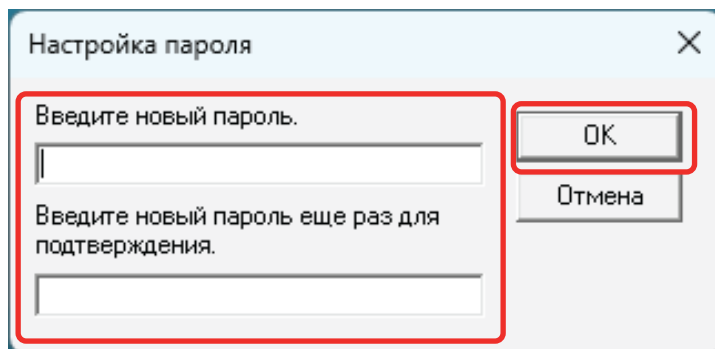 Настройка пароля
Введите новый пароль.
OK
Введите новый пароль еще раз для
подтверждения.
Отмена